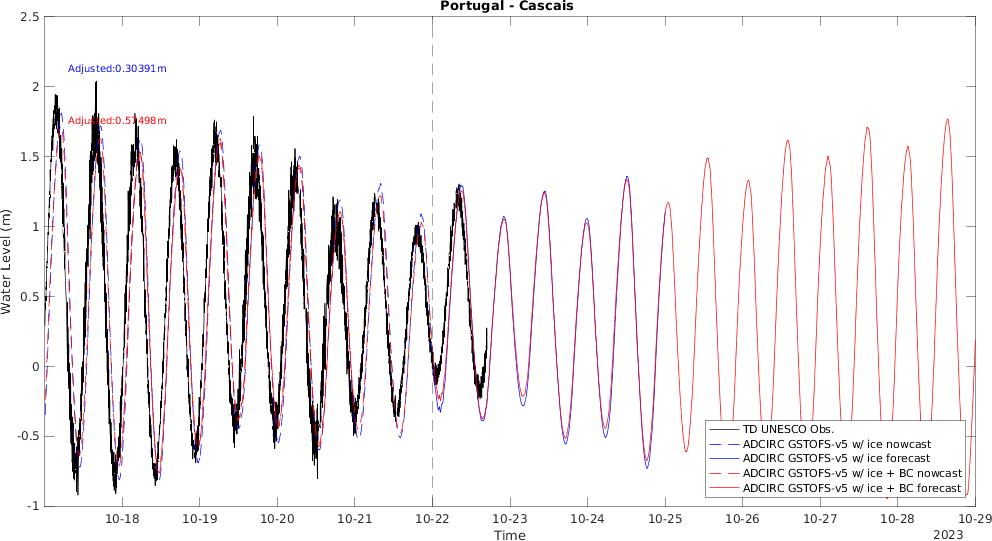 Portugal - Cascais
2.5
2
1.5
1
0.5
0
-0.5
-1
Water Level (m)
Adjusted:0.30391m
Adjusted:0.57498m
TD UNESCO Obs.
ADCIRC GSTOFS-v5 w/ ice nowcast
ADCIRC GSTOFS-v5 w/ ice forecast
ADCIRC GSTOFS-v5 w/ ice + BC nowcast
ADCIRC GSTOFS-v5 w/ ice + BC forecast
10-18 10-19 10-20 10-21 10-22 10-23 10-24 10-25 10-26 10-27 10-28 10-29
Time
2023